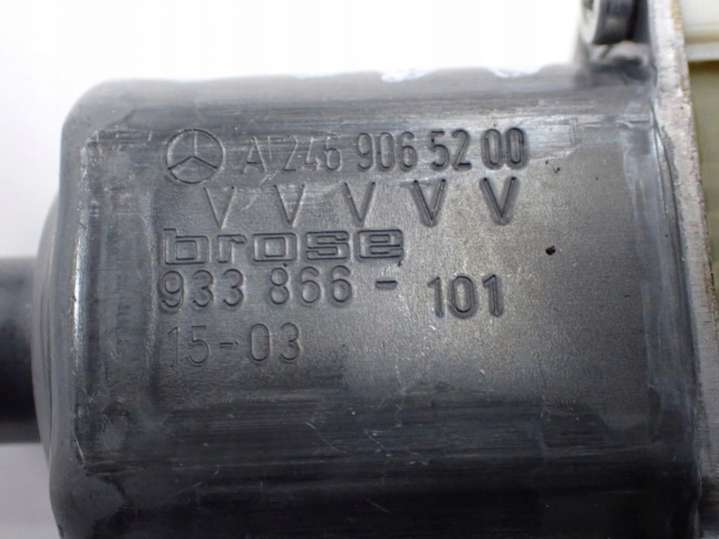 A 246 906 52 00
V V V V V
brose
933 866-101
15-03